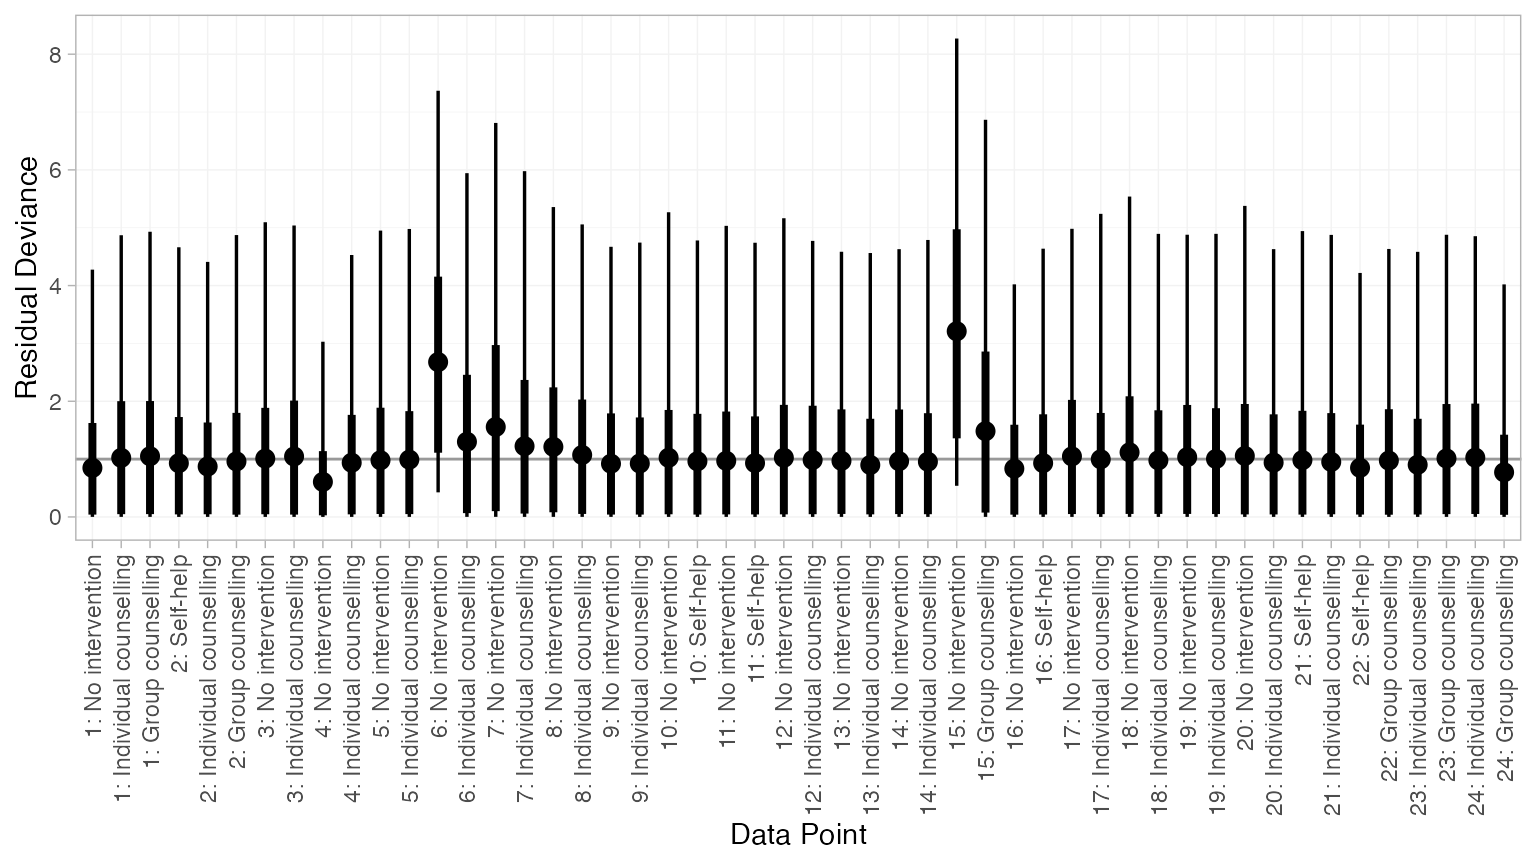 Residual Deviance
8
6
4
2
0
1: No intervention
1: Individual counselling
1: Group counselling
2: Self-help
2: Individual counselling
2: Group counselling
3: No intervention
3: Individual counselling
4: No intervention
4: Individual counselling
5: No intervention
5: Individual counselling
6: No intervention
6: Individual counselling
7: No intervention
7: Individual counselling
8: No intervention
8: Individual counselling
9: No intervention
9: Individual counselling
10: No intervention
10: Self-help
11: No intervention
11: Self-help
12: No intervention
12: Individual counselling
13: No intervention
13: Individual counselling
14: No intervention
14: Individual counselling
15: No intervention
15: Group counselling
16: No intervention
16: Self-help
17: No intervention
17: Individual counselling
18: No intervention
18: Individual counselling
19: No intervention
19: Individual counselling
20: No intervention
20: Individual counselling
21: Self-help
21: Individual counselling
22: Self-help
22: Group counselling
23: Individual counselling
23: Group counselling
24: Individual counselling
24: Group counselling
Data Point